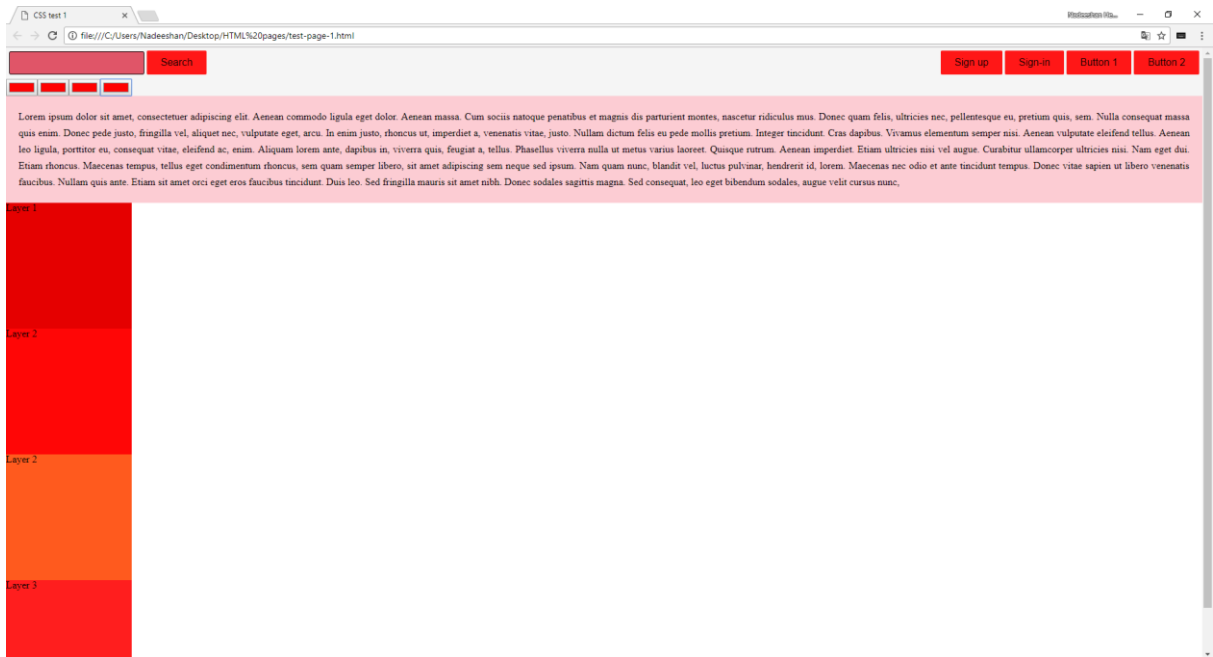 CSS test 1
file:///C:/Users/Nadeeshan/Desktop/HTML%20pages/test-page-1.html
Search
Sign up Sign-in Button 1 Button 2
Lorem ipsum dolor sit amet, consectetuer adipiscing elit. Aenean commodo ligula eget dolor. Aenean massa. Cum sociis natoque penatibus et magnis dis parturient montes, nascetur ridiculus mus. Donec quam felis, ultricies nec, pellentesque eu, pretium quis, sem. Nulla consequat massa
quis enim. Donec pede justo, fringilla vel, aliquet nec, vulputate eget, arcu. In enim justo, rhoncus ut, imperdiet a, venenatis vitae, justo. Nullam dictum felis eu pede mollis pretium. Integer tincidunt. Cras dapibus. Vivamus elementum semper nisi. Aenean vulputate eleifend tellus. Aenean
leo ligula, porttitor eu, consequat vitae, eleifend ac, enim. Aliquam lorem ante, dapibus in, viverra quis, feugiat a, tellus. Phasellus viverra nulla ut metus varius laoreet. Quisque rutrum. Aenean imperdiet. Etiam ultricies nisi vel augue. Curabitur ullamcorper ultricies nisi. Nam eget dui.
Etiam rhoncus. Maecenas tempus, tellus eget condimentum rhoncus, sem quam semper libero, sit amet adipiscing sem neque sed ipsum. Nam quam nunc, blandit vel, luctus pulvinar, hendrerit id, lorem. Maecenas nec odio et ante tincidunt tempus. Donec vitae sapien ut libero venenatis
faucibus. Nullam quis ante. Etiam sit amet orci eget eros faucibus tincidunt. Duis leo. Sed fringilla mauris sit amet nibh. Donec sodales sagittis magna. Sed consequat, leo eget bibendum sodales, augue velit cursus nunc,
Layer 1
Layer 2
Layer 2
Layer 3